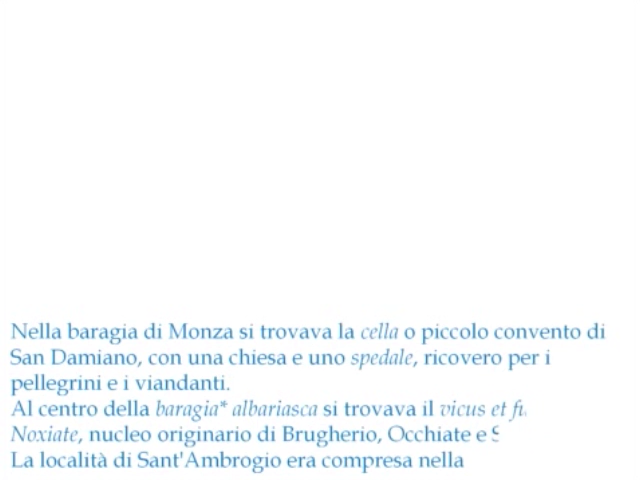 Nella baragia di Monza si trovava la cella o piccolo convento di
San Damiano, con una chiesa e uno spedale, ricovero per i
pellegrini e i viandanti.
Al centro della baragia* albariasca si trovava il vicus et
Noxiate, nucleo originario di Brugherio, Occhiate e
La località di Sant'Ambrogio era compresa nella